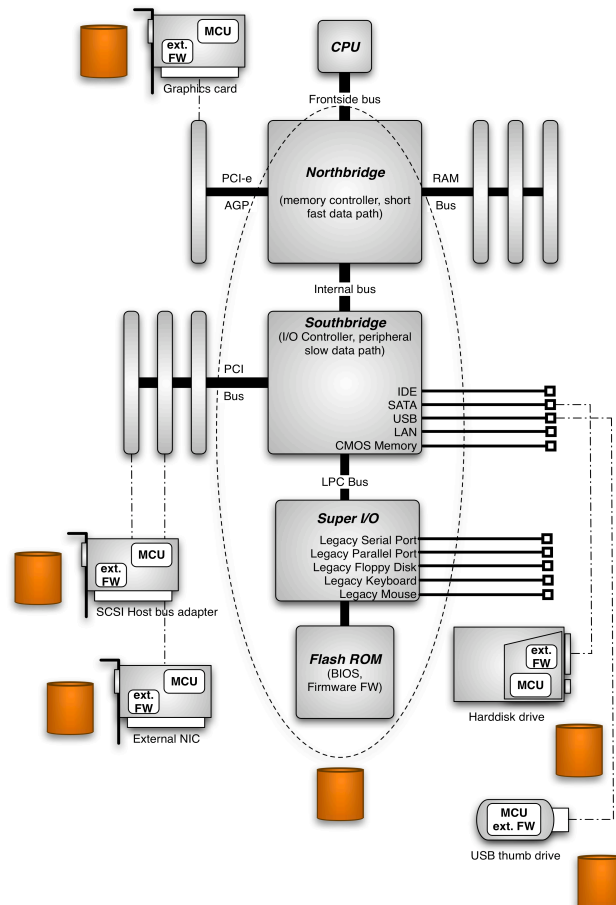 MCU
ext.
FW
Graphics card
CPU
Frontside bus
PCI-e
AGP
Northbridge
(memory controller, short
fast data path)
RAM
Bus
Internal bus
Southbridge
(I/O Controller, peripheral
slow data path)
PCI
Bus
IDE
SATA
USB
LAN
CMOS Memory
LPC Bus
Super I/O
Legacy Serial Port
Legacy Parallel Port
Legacy Floppy Disk
Legacy Keyboard
Legacy Mouse
MCU
ext.
FW
SCSI Host bus adapter
Flash ROM
(BIOS,
Firmware FW)
MCU
ext.
FW
External NIC
ext.
FW
MCU
Harddisk drive
MCU
ext. FW
USB thumb drive